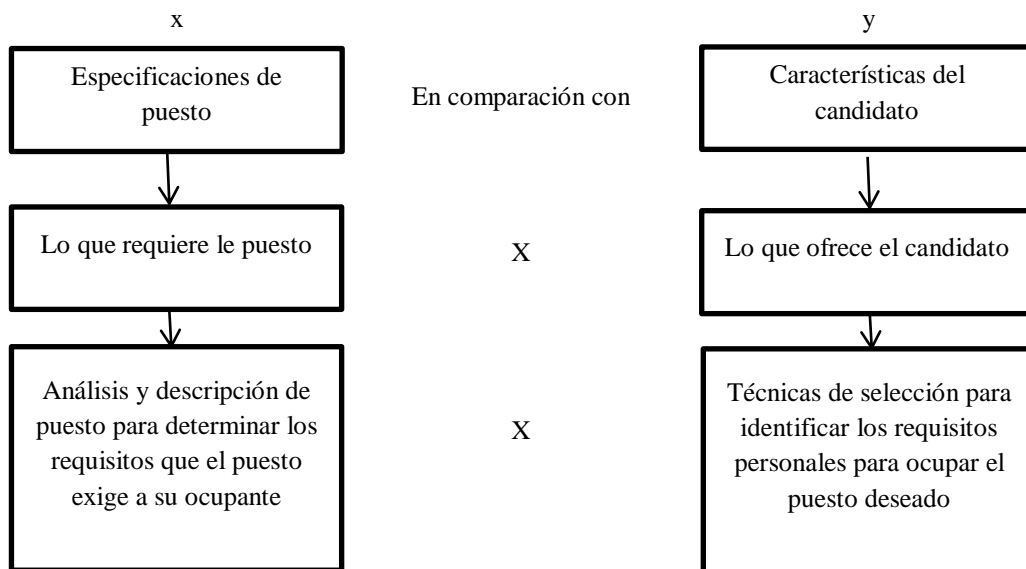 x
y
Especificaciones de
puesto
En comparación con
Características del
candidato
Lo que requiere le puesto
X
Lo que ofrece el candidato
Análisis y descripción de
puesto para determinar los
requisitos que el puesto
exige a su ocupante
X
Técnicas de selección para
identificar los requisitos
personales para ocupar el
puesto deseado